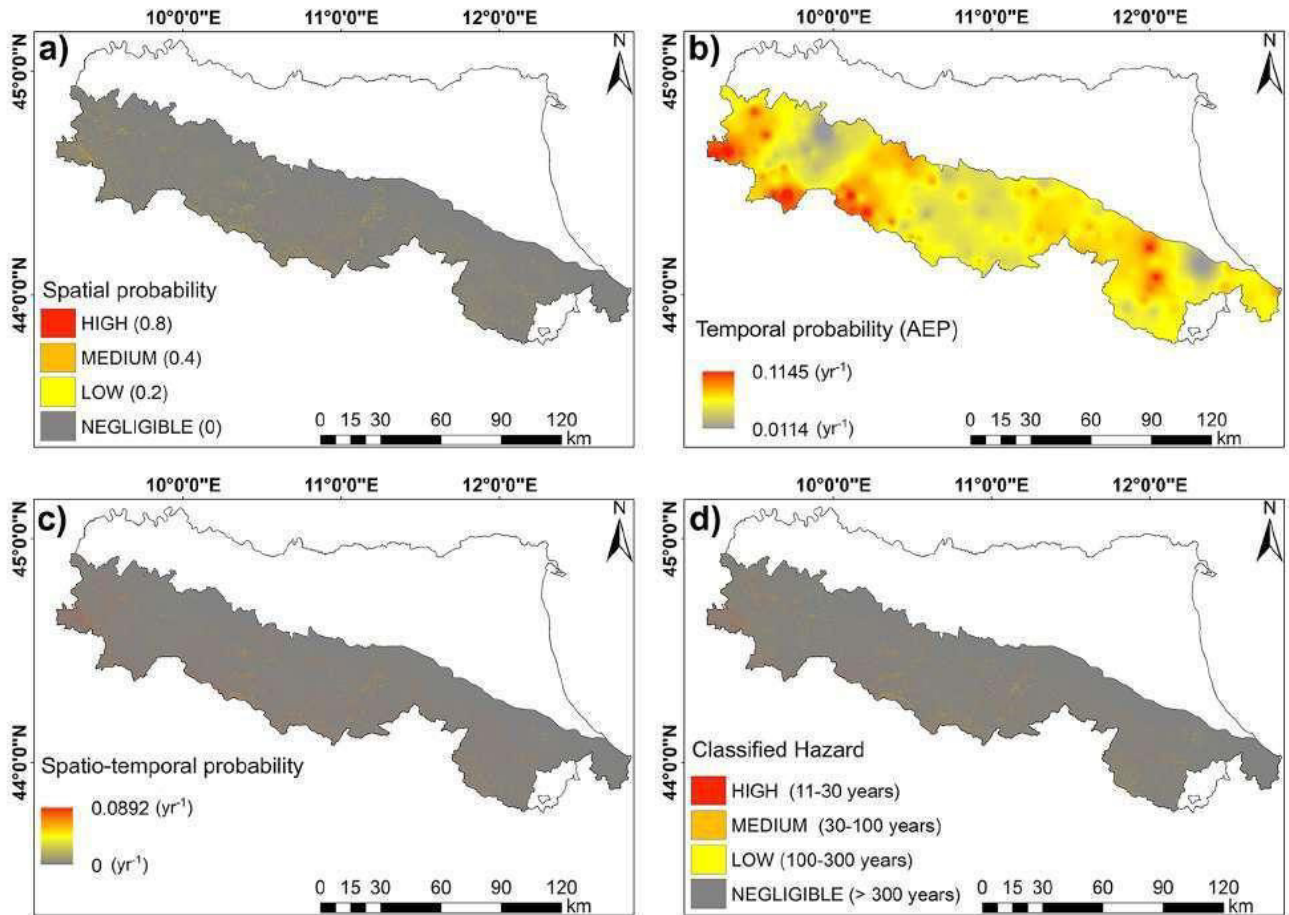 10°0'0"E 11°0'0"E 12°0'0"E
a)
N
45°0'0"N
44°0'0"N
Spatial probability
HIGH (0.8)
MEDIUM (0.4)
LOW (0.2)
NEGLIGIBLE (0)
0 15 30 60 90 120
km
10°0'0"E 11°0'0"E 12°0'0"E
b)
N
45°0'0"N
44°0'0"N
Temporal probability (AEP)
0.1145 (yr⁻¹)
0.0114 (yr⁻¹)
0 15 30 60 90 120
km
10°0'0"E 11°0'0"E 12°0'0"E
c)
N
45°0'0"N
44°0'0"N
Spatio-temporal probability
0.0892 (yr⁻¹)
0 (yr⁻¹)
0 15 30 60 90 120
km
10°0'0"E 11°0'0"E 12°0'0"E
d)
N
45°0'0"N
44°0'0"N
Classified Hazard
HIGH (11-30 years)
MEDIUM (30-100 years)
LOW (100-300 years)
NEGLIGIBLE (> 300 years)
0 15 30 60 90 120
km